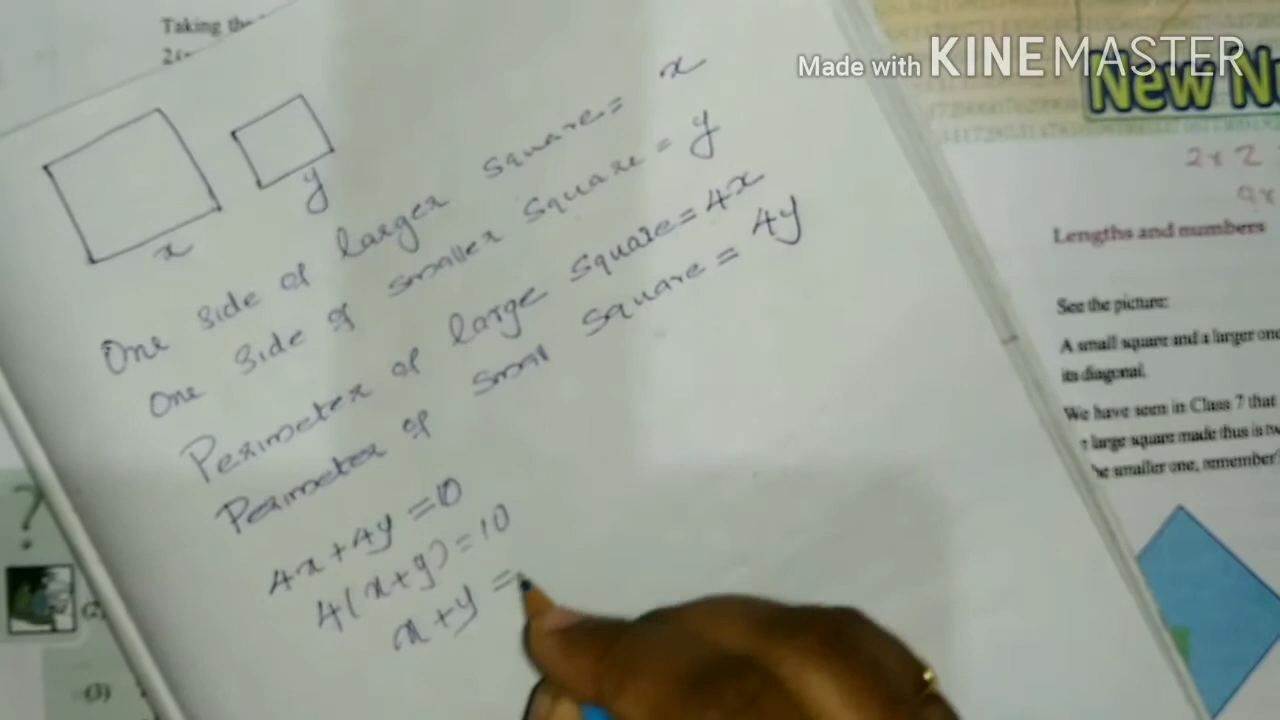 Taking the
Made with KINEMASTER
New Nu
x
y
One side of larger square = x
One side of smaller square = y
Perimeter of large square = 4x
Perimeter of small square = 4y
4x + 4y = 10
4(x + y) = 10
x + y =
?
(3)
Lengths and numbers
See the picture:
A small square and a larger one
its diagonal.
We have seen in Class 7 that
large square made thus is tw
he smaller one, remember?